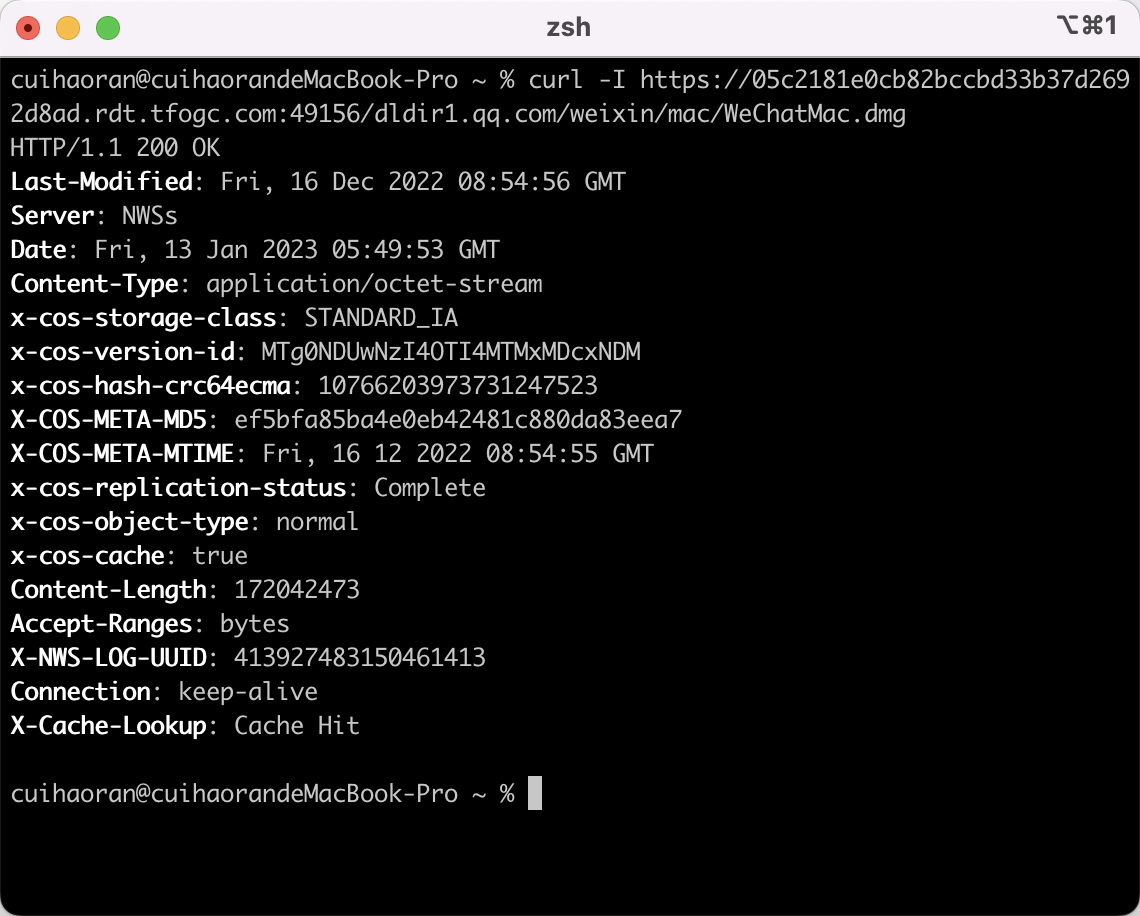 zsh
⌥⌘1
cuihaoran@cuihaorandeMacBook-Pro ~ % curl -I https://05c2181e0cb82bccbd33b37d269
2d8ad.rdt.tfogc.com:49156/dldir1.qq.com/weixin/mac/WeChatMac.dmg
HTTP/1.1 200 OK
Last-Modified: Fri, 16 Dec 2022 08:54:56 GMT
Server: NWSs
Date: Fri, 13 Jan 2023 05:49:53 GMT
Content-Type: application/octet-stream
x-cos-storage-class: STANDARD_IA
x-cos-version-id: MTg0NDUwNzI4OTI4MTMxMDcxNDM
x-cos-hash-crc64ecma: 10766203973731247523
X-COS-META-MD5: ef5bfa85ba4e0eb42481c880da83eea7
X-COS-META-MTIME: Fri, 16 12 2022 08:54:55 GMT
x-cos-replication-status: Complete
x-cos-object-type: normal
x-cos-cache: true
Content-Length: 172042473
Accept-Ranges: bytes
X-NWS-LOG-UUID: 413927483150461413
Connection: keep-alive
X-Cache-Lookup: Cache Hit
cuihaoran@cuihaorandeMacBook-Pro ~ %